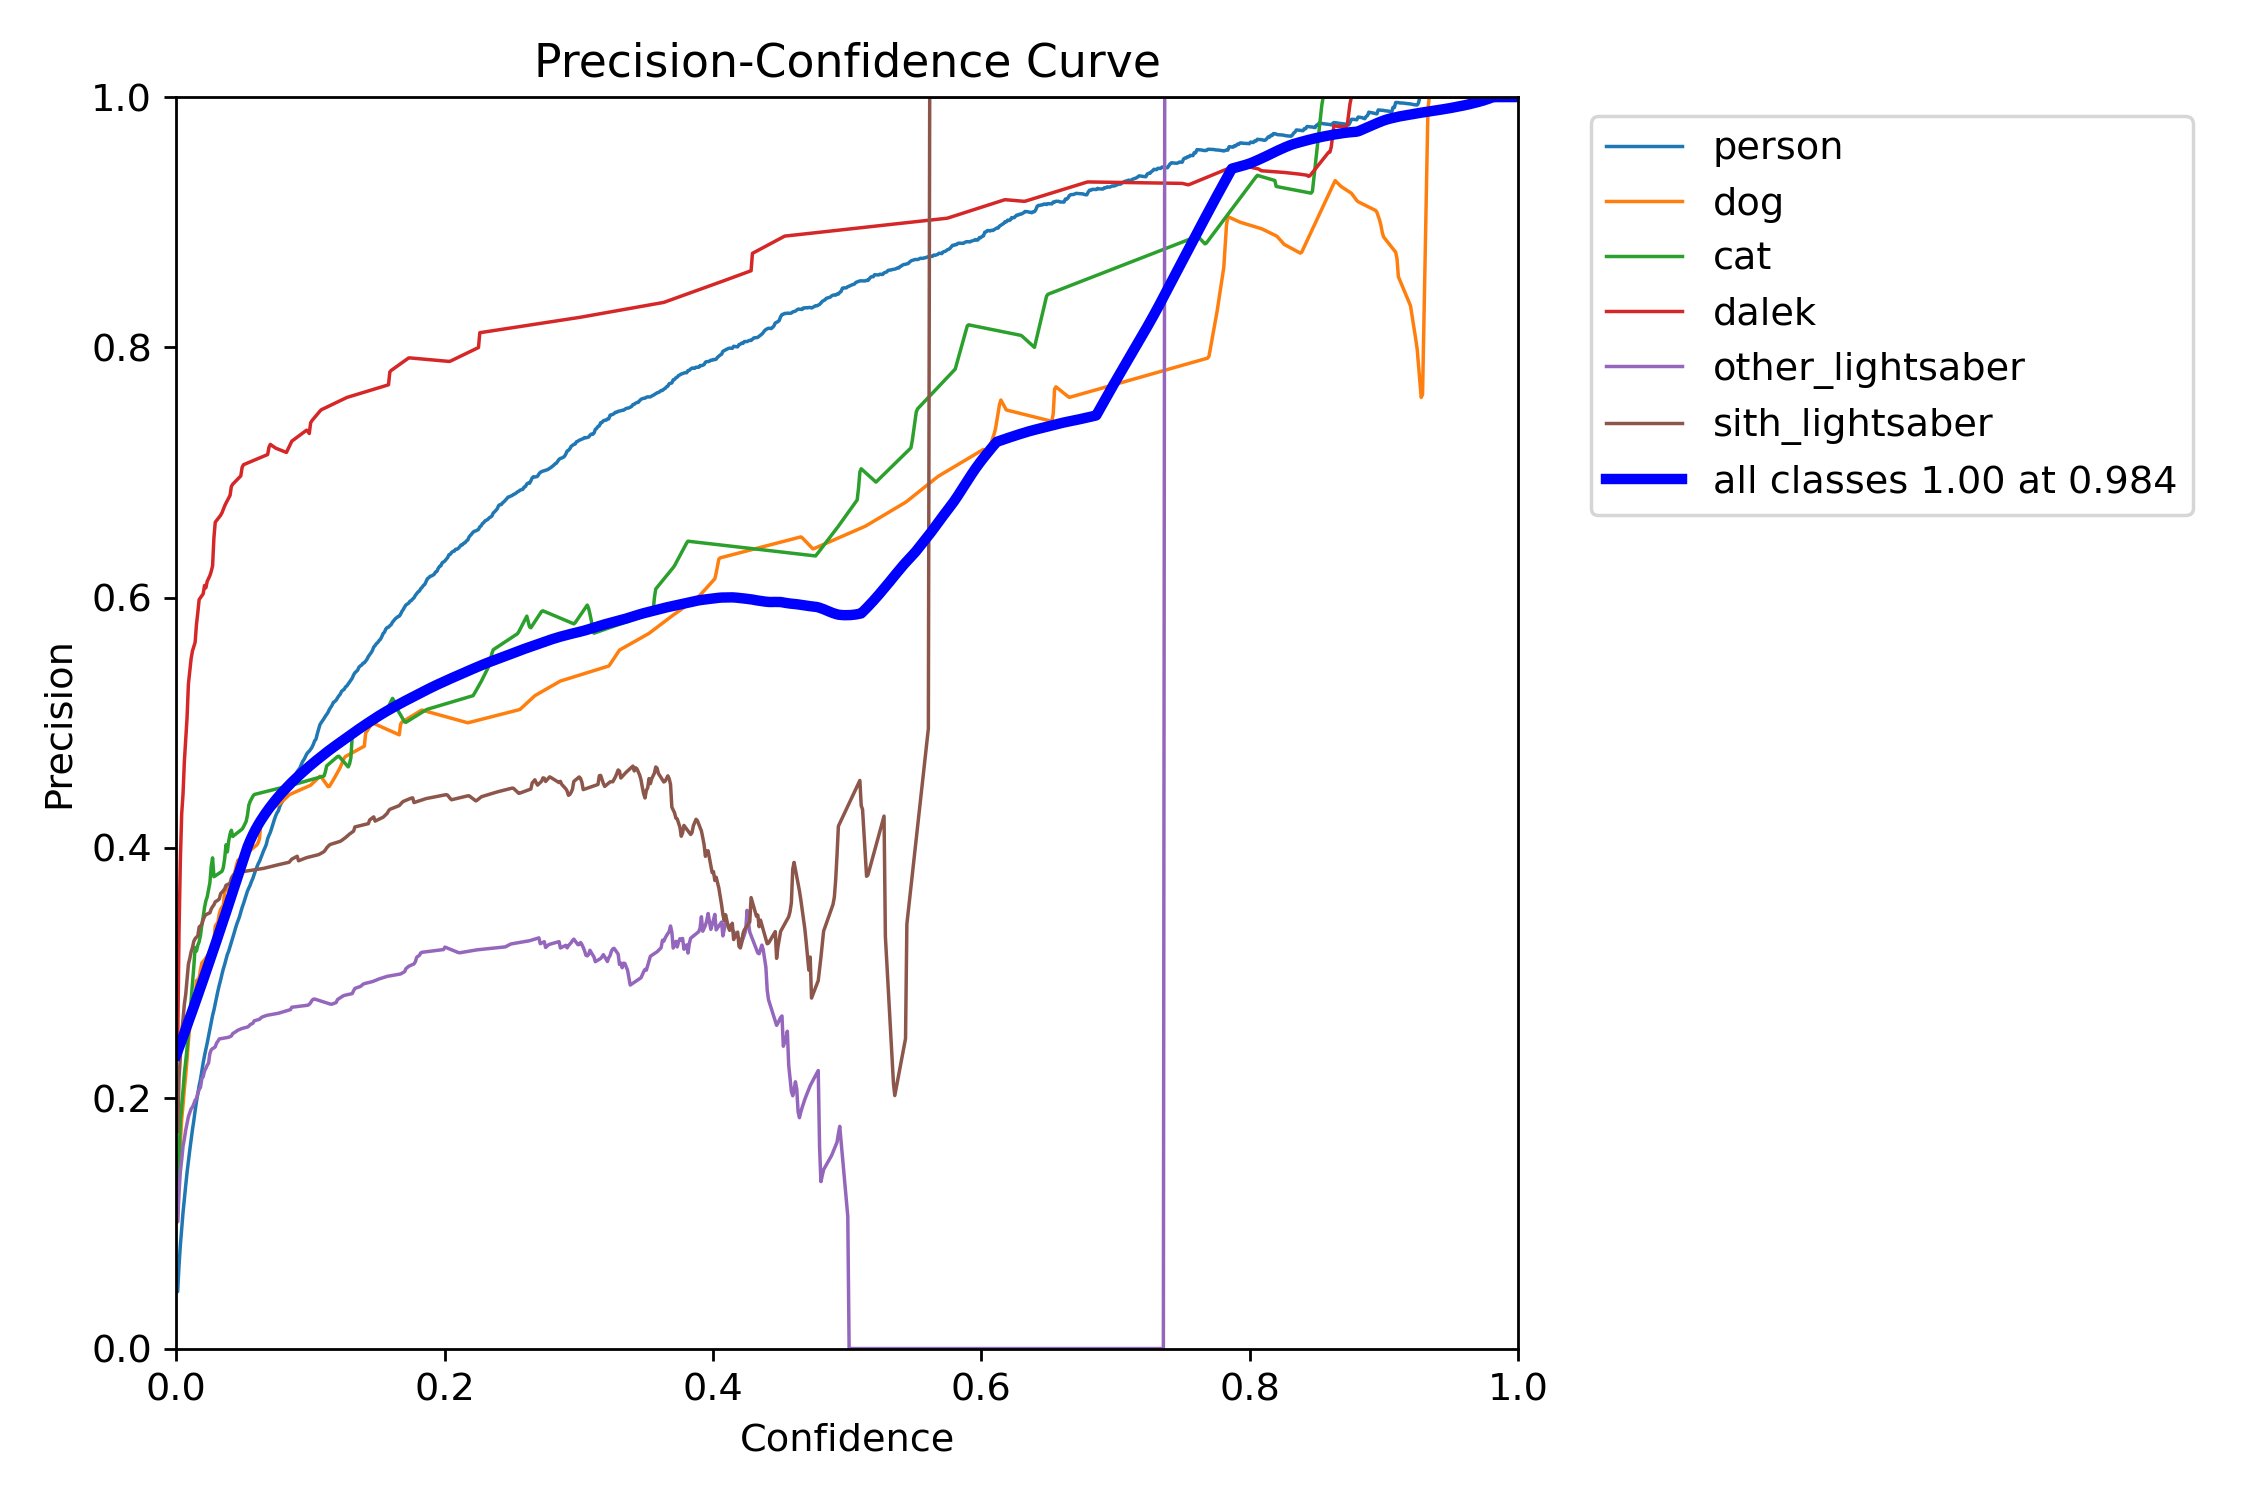 Precision-Confidence Curve
1.0
0.8
0.6
0.4
0.2
0.0
Precision
0.0 0.2 0.4 0.6 0.8 1.0
Confidence
person
dog
cat
dalek
other_lightsaber
sith_lightsaber
all classes 1.00 at 0.984